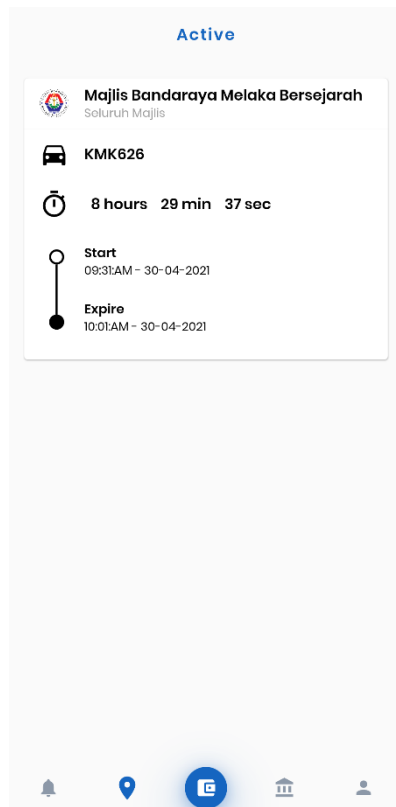 Active
Majlis Bandaraya Melaka Bersejarah
Seluruh Majlis
KMK626
8 hours 29 min 37 sec
Start
09:31:AM - 30-04-2021
Expire
10:01:AM - 30-04-2021